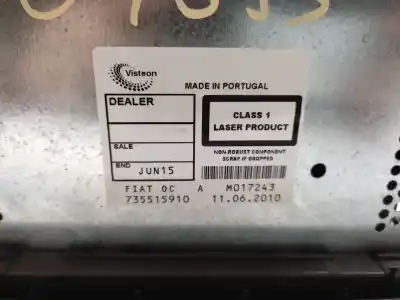 Visteon
MADE IN PORTUGAL
DEALER
CLASS 1
LASER PRODUCT
SALE
NON-ROBUST COMPONENT
SCRAP IF DROPPED
END JUN15
FIAT OC A M017243
735515910 11.06.2010